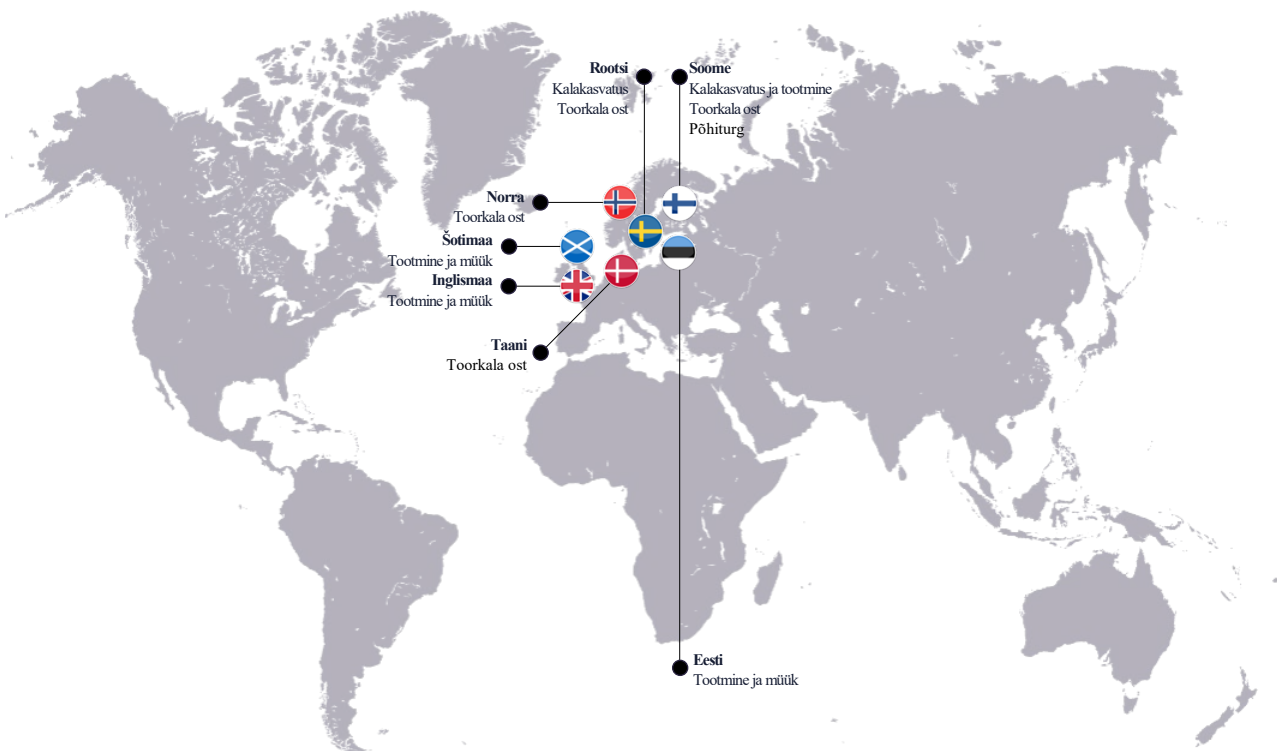 Rootsi
Kalakasvatus
Toorkala ost
Soome
Kalakasvatus ja tootmine
Toorkala ost
Põhiturg
Norra
Toorkala ost
Šotimaa
Tootmine ja müük
Inglismaa
Tootmine ja müük
Taani
Toorkala ost
Eesti
Tootmine ja müük